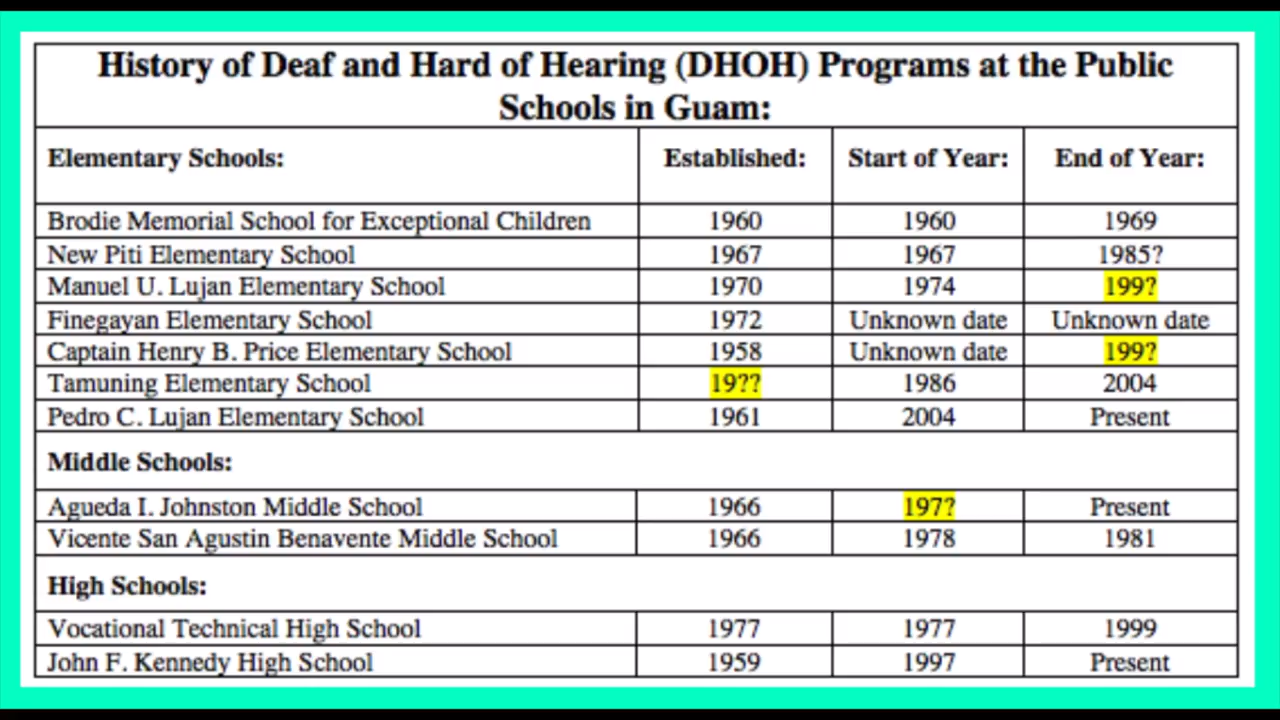 History of Deaf and Hard of Hearing (DHOH) Programs at the Public
Schools in Guam:
Elementary Schools: Established: Start of Year: End of Year:
Brodie Memorial School for Exceptional Children 1960 1960 1969
New Piti Elementary School 1967 1967 1985?
Manuel U. Lujan Elementary School 1970 1974 199?
Finegayan Elementary School 1972 Unknown date Unknown date
Captain Henry B. Price Elementary School 1958 Unknown date 199?
Tamuning Elementary School 19?? 1986 2004
Pedro C. Lujan Elementary School 1961 2004 Present
Middle Schools:
Agueda I. Johnston Middle School 1966 197? Present
Vicente San Agustin Benavente Middle School 1966 1978 1981
High Schools:
Vocational Technical High School 1977 1977 1999
John F. Kennedy High School 1959 1997 Present